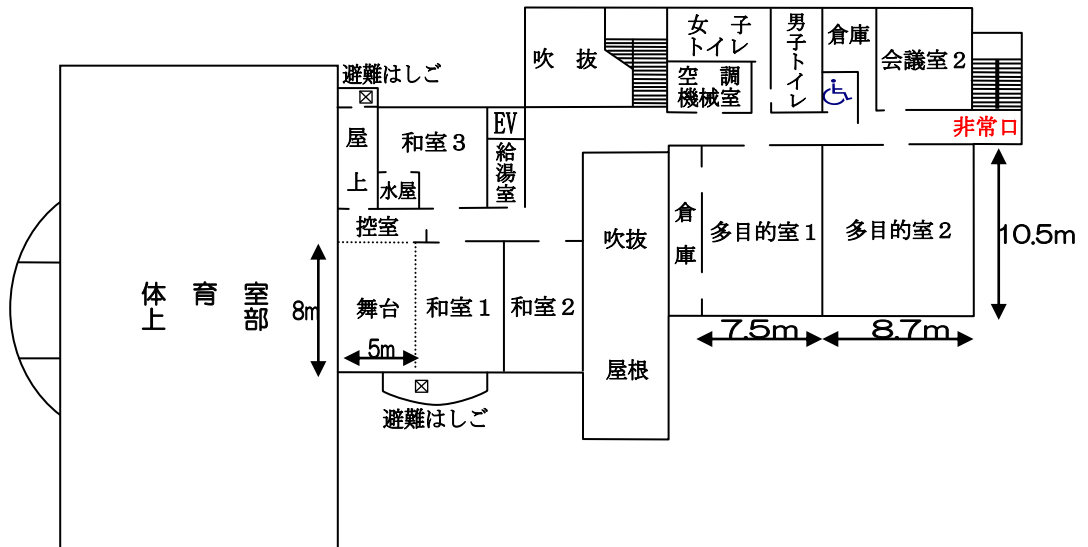 女子
トイレ
男子トイレ
倉庫
吹抜
会議室2
空調
機械室
避難はしご
EV
非常口
屋上
和室3
給湯室
水屋
控室
倉庫
多目的室1
多目的室2
10.5m
吹抜
体育室
上部
8m
舞台
和室1
和室2
7.5m
8.7m
5m
屋根
避難はしご